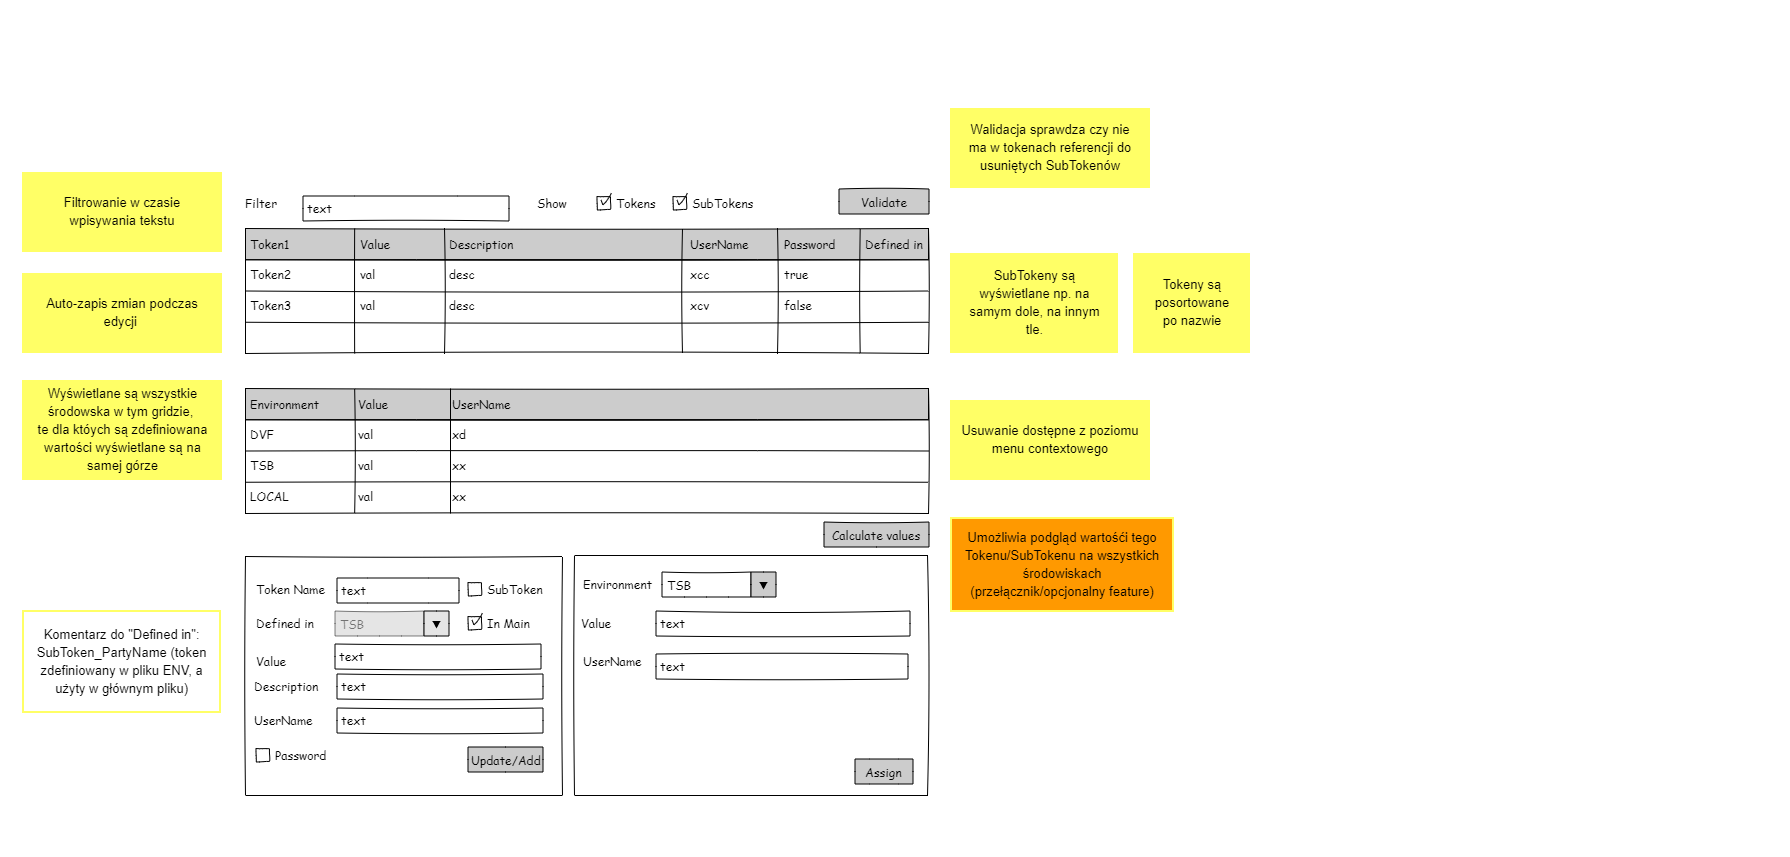 Walidacja sprawdza czy nie
ma w tokenach referencji do
usuniętych SubTokenów
Filtrowanie w czasie
wpisywania tekstu
Filter
text
Show
Tokens
SubTokens
Validate
Token1 Value Description UserName Password Defined in
Token2 val desc xcc true
Token3 val desc xcv false
Auto-zapis zmian podczas
edycji
SubTokeny są
wyświetlane np. na
samym dole, na innym
tle.
Tokeny są
posortowane
po nazwie
Wyświetlane są wszystkie
środowska w tym gridzie,
te dla któych są zdefiniowana
wartości wyświetlane są na
samej górze
Environment Value UserName
DVF val xd
TSB val xx
LOCAL val xx
Usuwanie dostępne z poziomu
menu contextowego
Calculate values
Umożliwia podgląd wartośći tego
Tokenu/SubTokenu na wszystkich
środowiskach
(przełącznik/opcjonalny feature)
Komentarz do "Defined in":
SubToken_PartyName (token
zdefiniowany w pliku ENV, a
użyty w głównym pliku)
Token Name text SubToken
Defined in TSB In Main
Value text
Description text
UserName text
Password
Update/Add
Environment TSB
Value text
UserName text
Assign